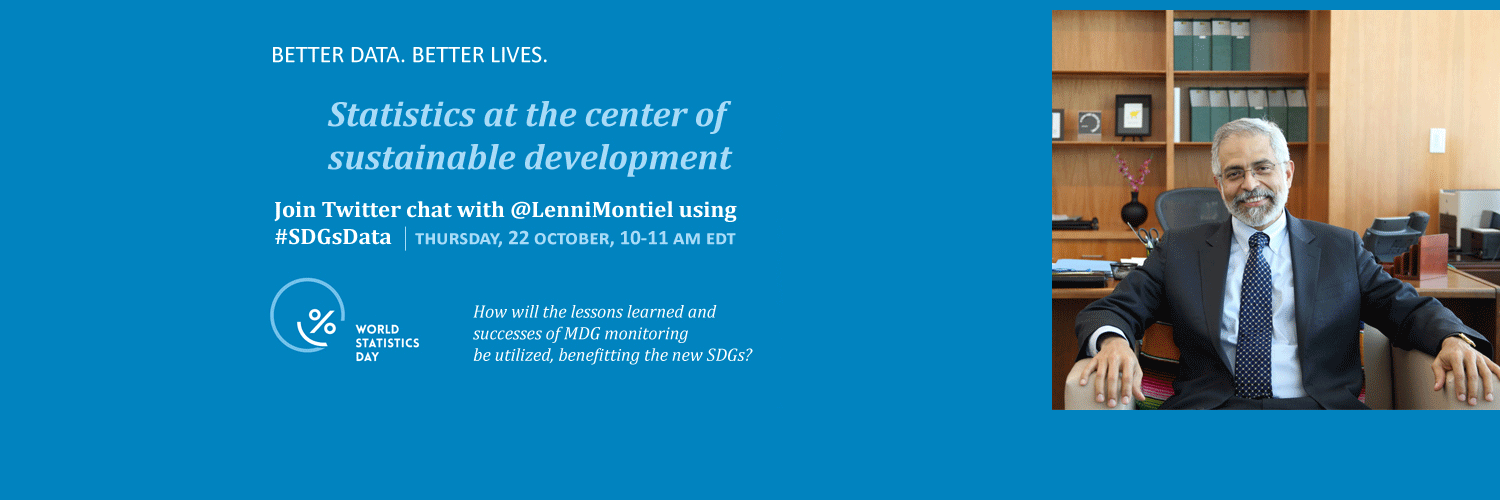 BETTER DATA. BETTER LIVES.
Statistics at the center of
sustainable development
Join Twitter chat with @LenniMontiel using
#SDGsData | THURSDAY, 22 OCTOBER, 10-11 AM EDT
%
WORLD
STATISTICS
DAY
How will the lessons learned and
successes of MDG monitoring
be utilized, benefitting the new SDGs?